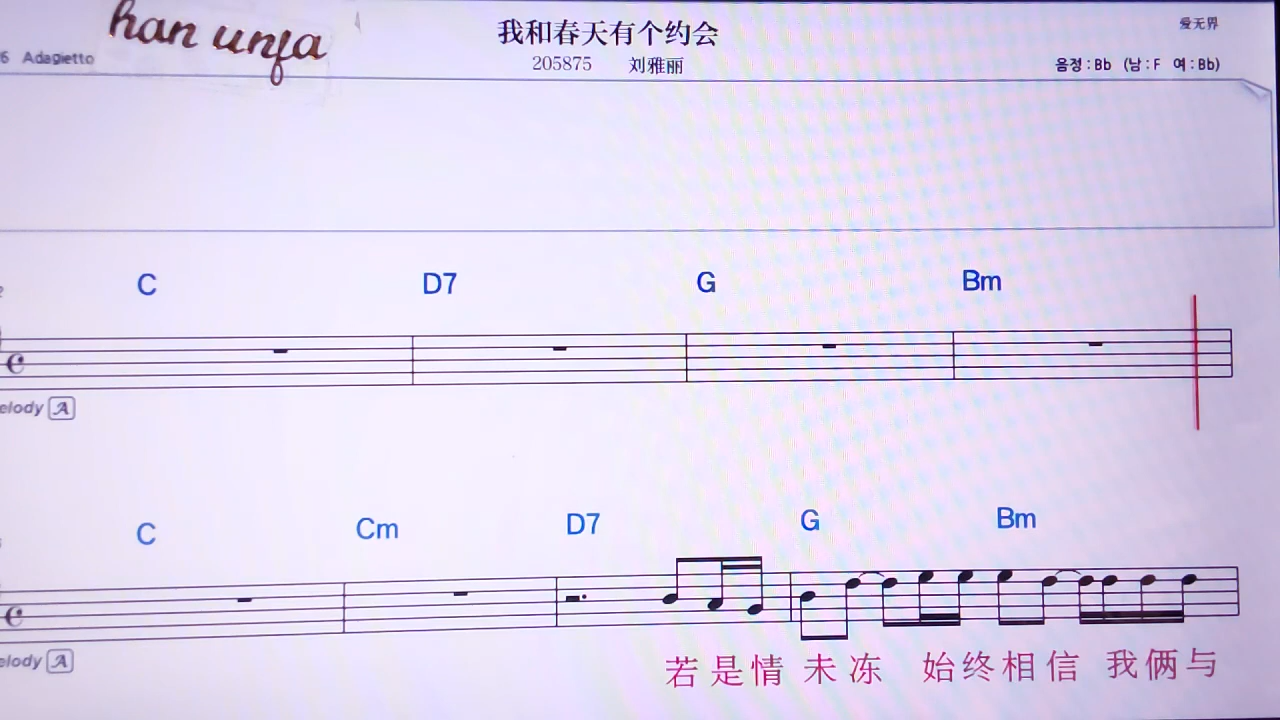 han unfa
我和春天有个约会
爱无界
6 Adagietto
205875 刘雅丽
음정 : Bb (남 : F 여 : Bb)
C D7 G Bm
elody A
C Cm D7 G Bm
elody A
若是情未冻 始终相信 我俩与